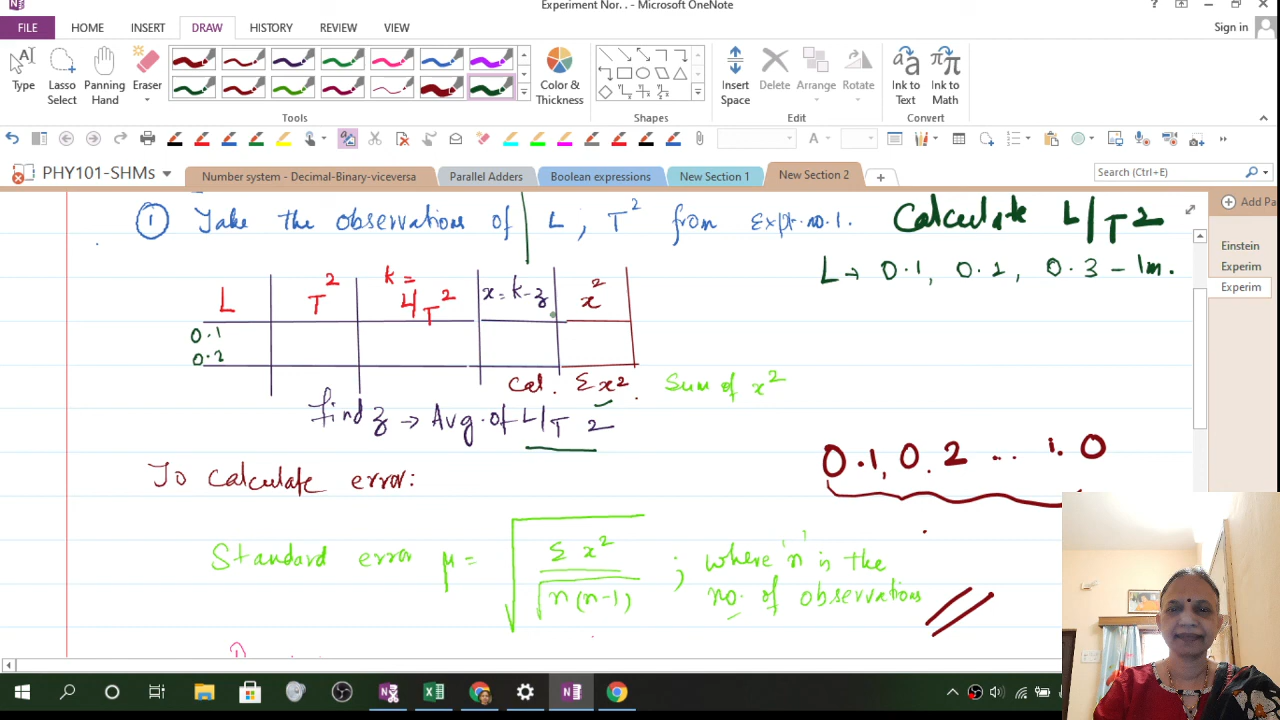 Experiment Nor. . - Microsoft OneNote
FILE HOME INSERT DRAW HISTORY REVIEW VIEW Sign in
Type Lasso Select Panning Hand Eraser Color & Thickness Insert Space Delete Arrange Rotate Ink to Text Ink to Math
Tools Shapes Edit Convert
PHY101-SHMs Number system - Decimal-Binary-viceversa Parallel Adders Boolean expressions New Section 1 New Section 2 Search (Ctrl+E)
Add Pa
Einstein
Experim
Experim
① Take the observations of L, T² from Expt. no. 1.
Calculate L/T2
L → 0.1, 0.2, 0.3 – 1m.
L T² k = L/T² x = k-z x²
0.1
0.2
Cal. Σx². Sum of x²
find z → Avg. of L/T 2
0.1, 0.2 ... 1.0
To calculate error:
Standard error μ = √ Σ x² / √ n(n-1) ; where 'n' is the
no. of observations